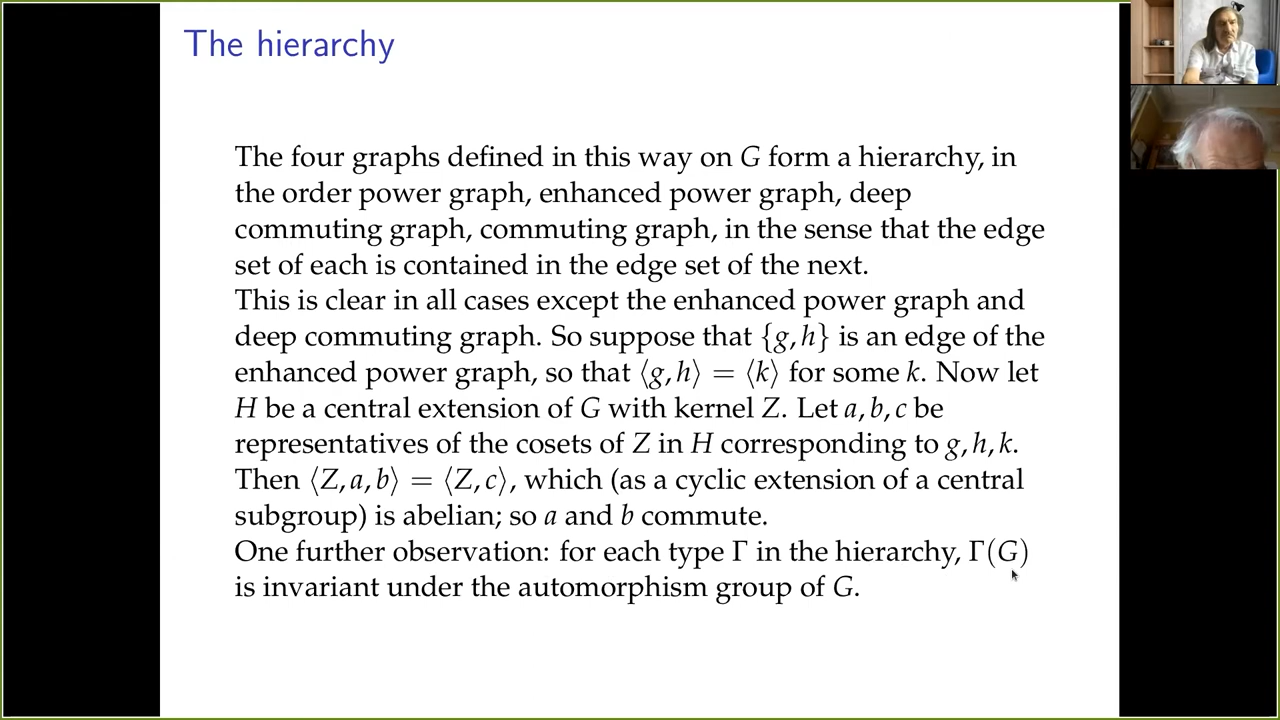 The hierarchy
The four graphs defined in this way on G form a hierarchy, in
the order power graph, enhanced power graph, deep
commuting graph, commuting graph, in the sense that the edge
set of each is contained in the edge set of the next.
This is clear in all cases except the enhanced power graph and
deep commuting graph. So suppose that {g, h} is an edge of the
enhanced power graph, so that ⟨g, h⟩ = ⟨k⟩ for some k. Now let
H be a central extension of G with kernel Z. Let a, b, c be
representatives of the cosets of Z in H corresponding to g, h, k.
Then ⟨Z, a, b⟩ = ⟨Z, c⟩, which (as a cyclic extension of a central
subgroup) is abelian; so a and b commute.
One further observation: for each type Γ in the hierarchy, Γ(G)
is invariant under the automorphism group of G.